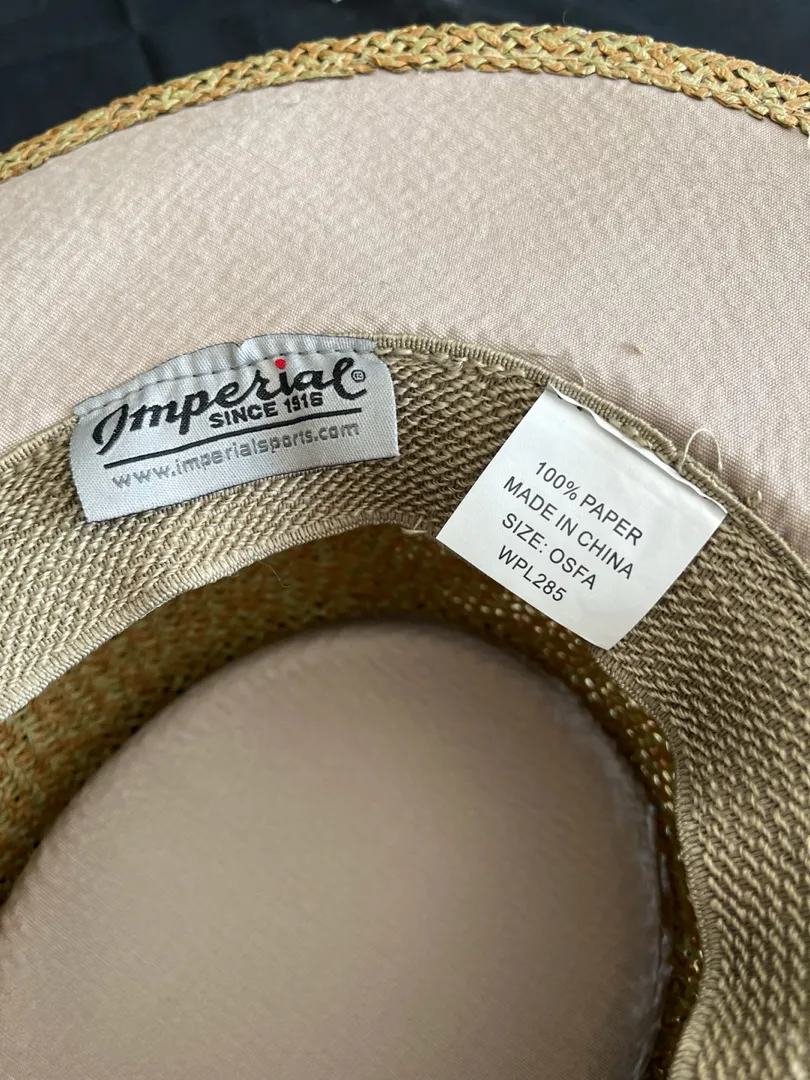 Imperial®
SINCE 1916
www.imperialsports.com
100% PAPER
MADE IN CHINA
SIZE: OSFA
WPL285